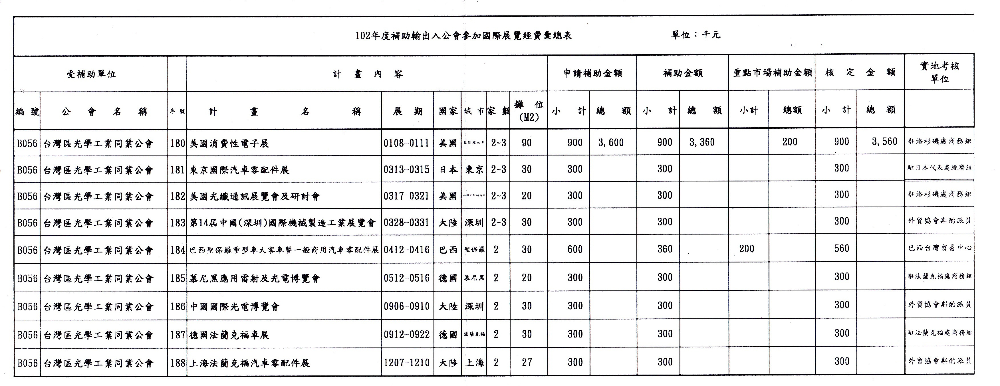 102年度補助輸出入公會參加國際展覽經費彙總表 單位：千元
受補助單位 計畫內容 申請補助金額 補助金額 重點市場補助金額 核定金額 實地考核單位
編號 公會名稱 序號 計畫名稱 展期 國家 城市 家數 攤位(M2) 小計 總額 小計 總額 小計 總額 小計 總額
B056 台灣區光學工業同業公會 180 美國消費性電子展 0108-0111 美國 拉斯維加斯 2~3 90 900 3,600 900 3,360 200 900 3,560 駐洛杉磯處商務組
B056 台灣區光學工業同業公會 181 東京國際汽車零配件展 0313-0315 日本 東京 2~3 30 300 300 300 駐日本代表處經濟組
B056 台灣區光學工業同業公會 182 美國光纖通訊展覽會及研討會 0317-0321 美國 2~3 20 300 300 300 駐洛杉磯處商務組
B056 台灣區光學工業同業公會 183 第14屆中國(深圳)國際機械製造工業展覽會 0328-0331 大陸 深圳 2~3 30 300 300 300 外貿協會斟酌派員
B056 台灣區光學工業同業公會 184 巴西聖保羅重型車大客車暨一般商用汽車零配件展 0412-0416 巴西 聖保羅 2 30 600 360 200 560 巴西台灣貿易中心
B056 台灣區光學工業同業公會 185 慕尼黑應用雷射及光電博覽會 0512-0516 德國 慕尼黑 2 20 300 300 300 駐法蘭克福處商務組
B056 台灣區光學工業同業公會 186 中國國際光電博覽會 0906-0910 大陸 深圳 2 30 300 300 300 外貿協會斟酌派員
B056 台灣區光學工業同業公會 187 德國法蘭克福車展 0912-0922 德國 法蘭克福 2 30 300 300 300 駐法蘭克福處商務組
B056 台灣區光學工業同業公會 188 上海法蘭克福汽車零配件展 1207-1210 大陸 上海 2 27 300 300 300 外貿協會斟酌派員